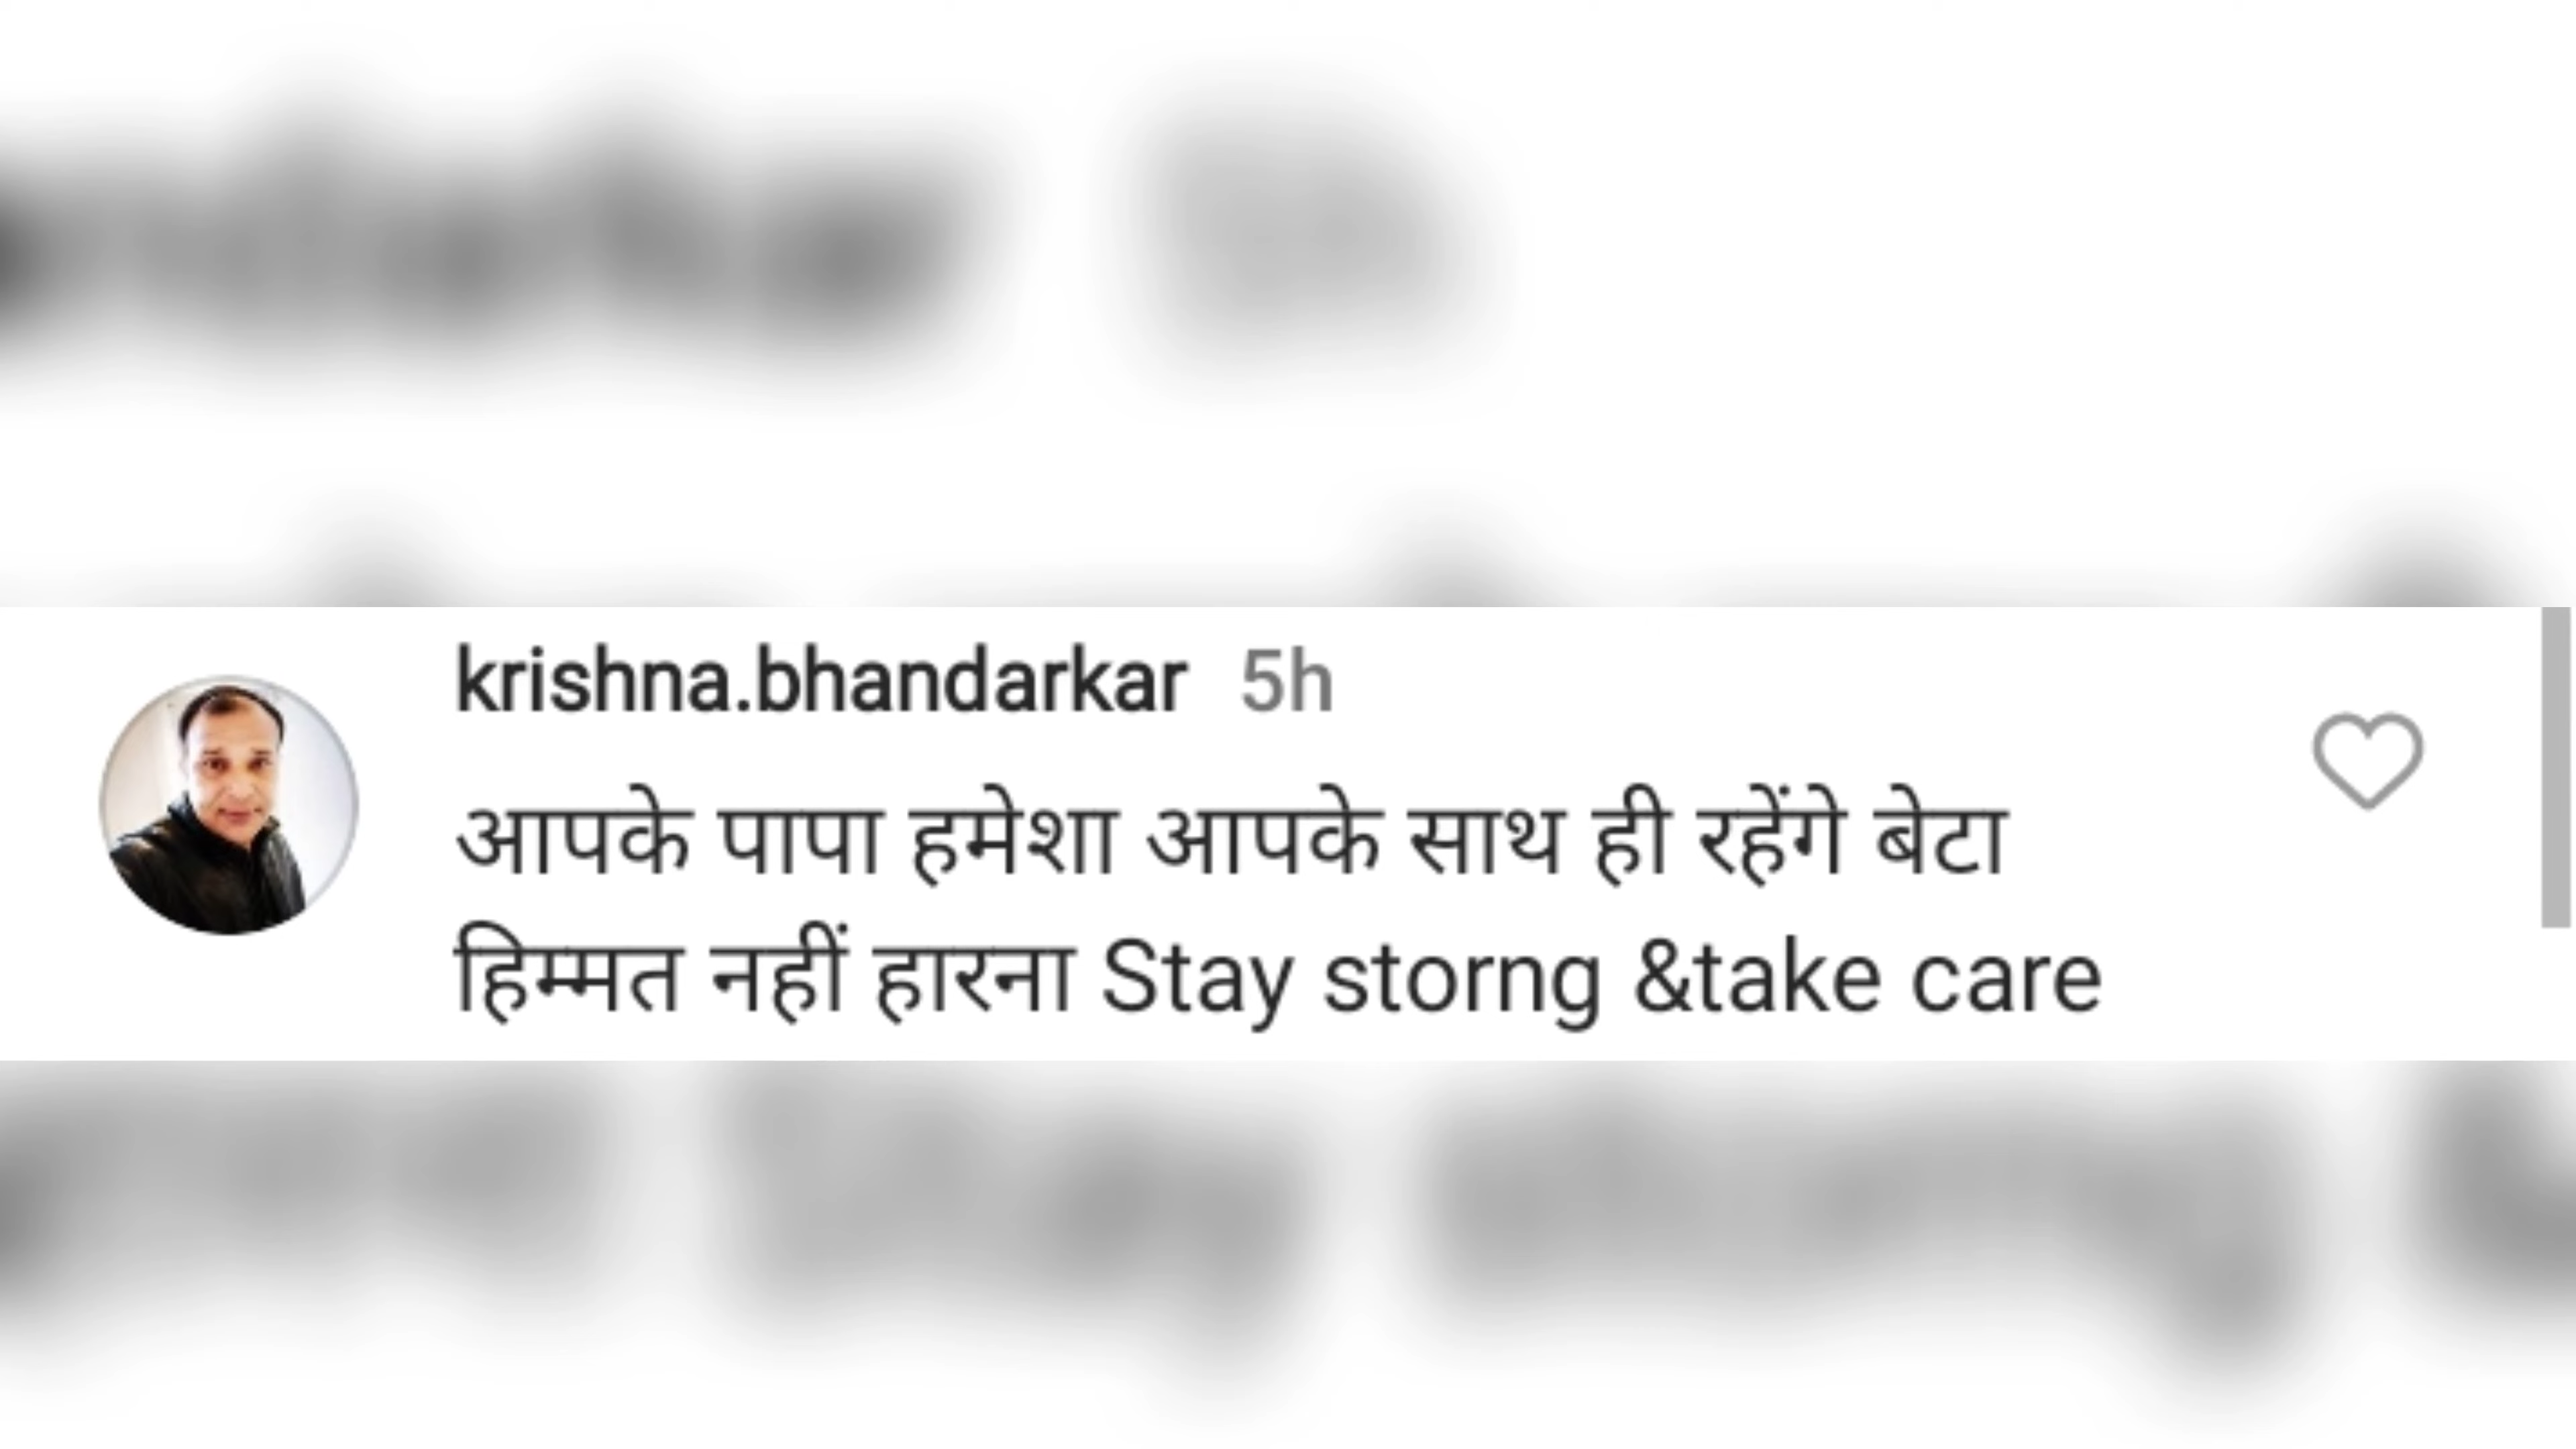 krishna.bhandarkar 5h
आपके पापा हमेशा आपके साथ ही रहेंगे बेटा
हिम्मत नहीं हारना Stay storng &take care